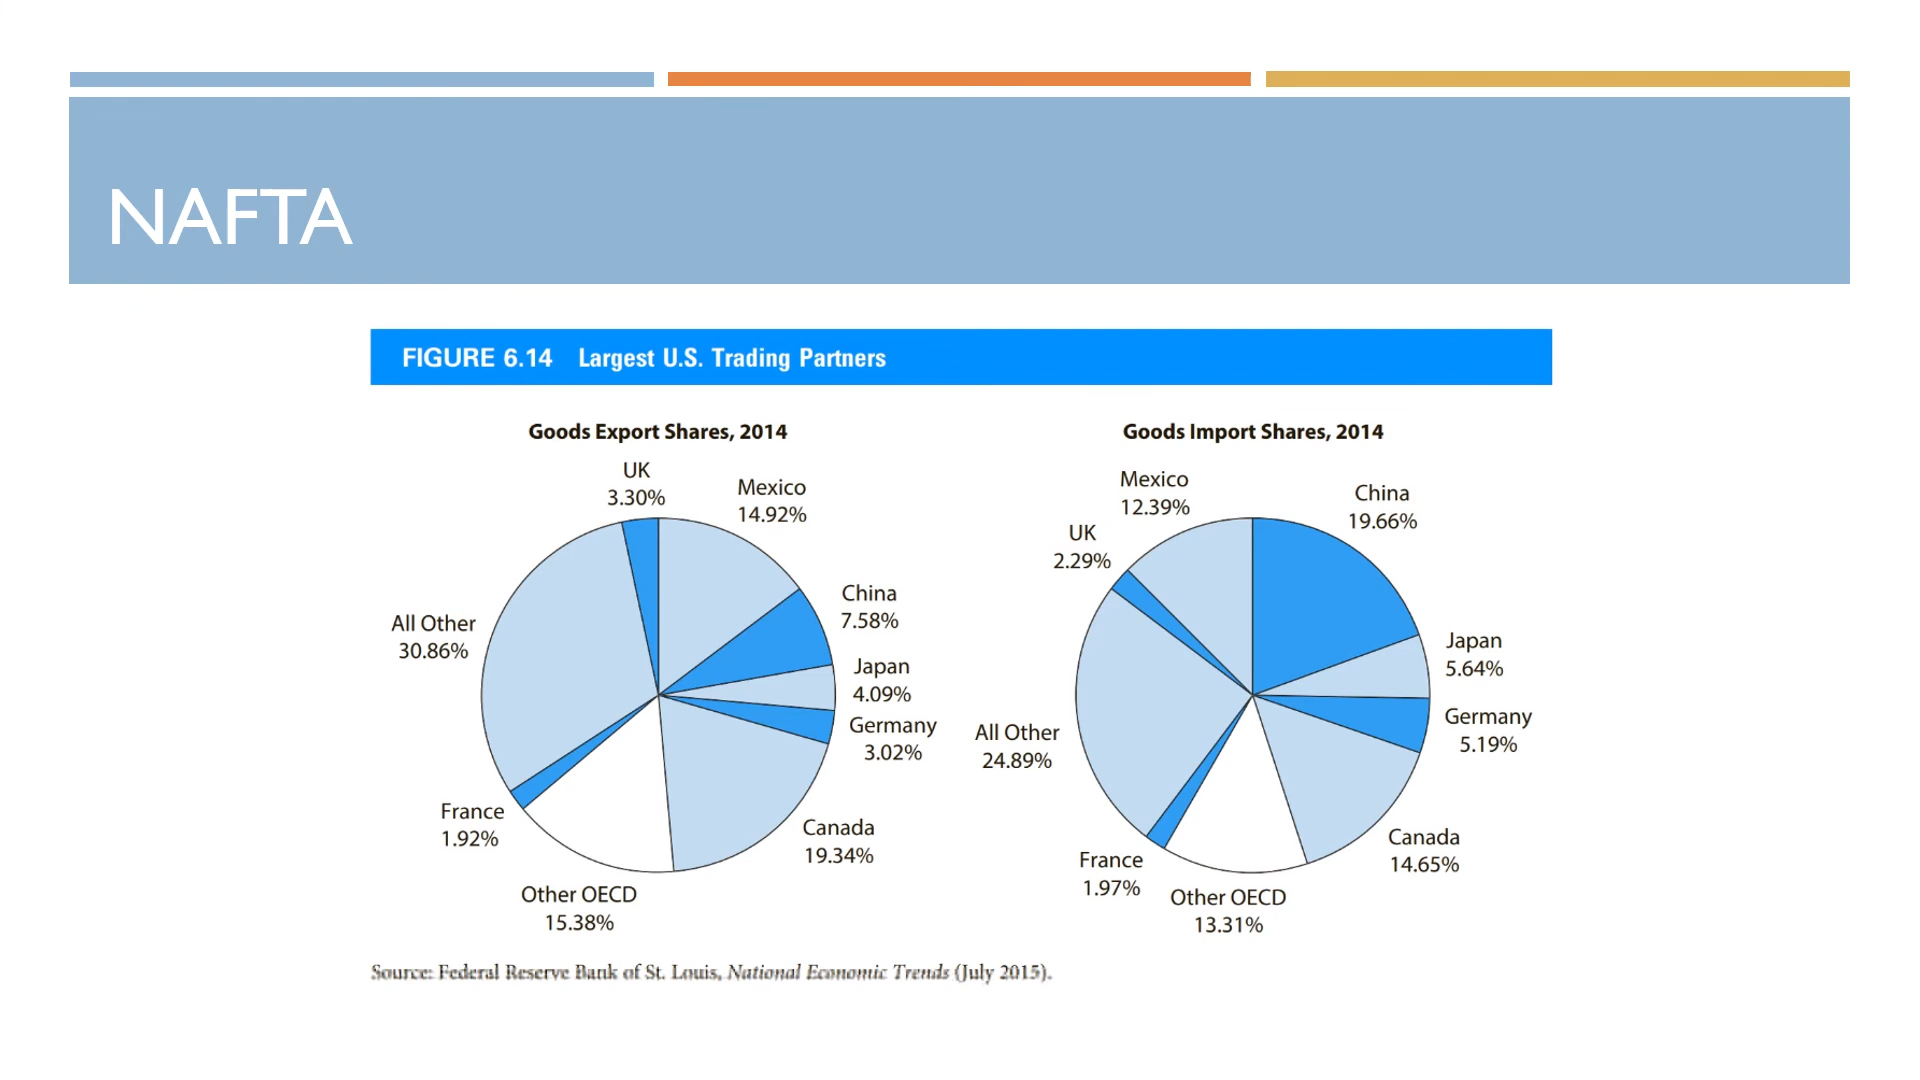 NAFTA
FIGURE 6.14 Largest U.S. Trading Partners
Goods Export Shares, 2014
UK
3.30%
Mexico
14.92%
China
7.58%
Japan
4.09%
Germany
3.02%
Canada
19.34%
Other OECD
15.38%
France
1.92%
All Other
30.86%
Goods Import Shares, 2014
Mexico
12.39%
China
19.66%
Japan
5.64%
Germany
5.19%
Canada
14.65%
Other OECD
13.31%
France
1.97%
All Other
24.89%
UK
2.29%
Source: Federal Reserve Bank of St. Louis, National Economic Trends (July 2015).